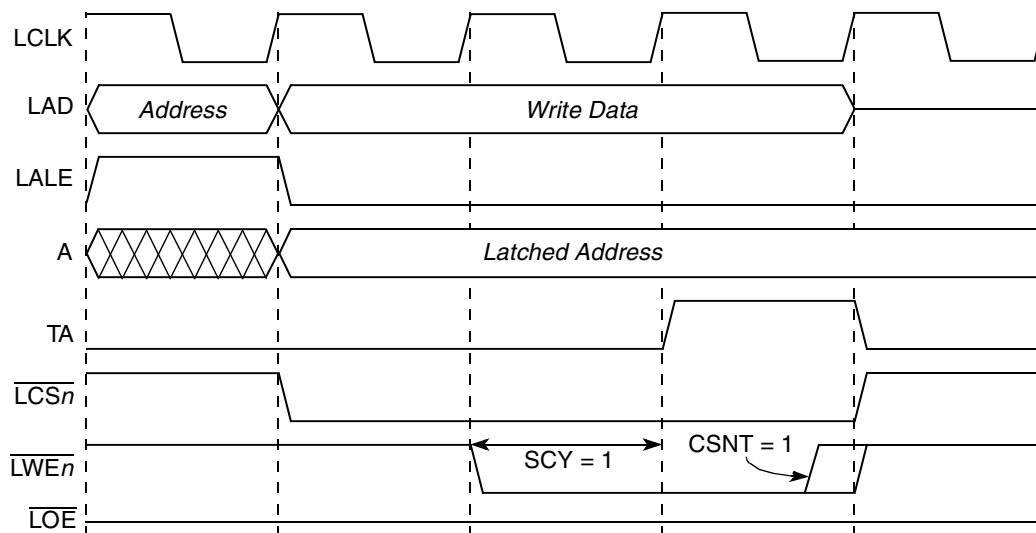 LCLK
LAD Address Write Data
LALE
A Latched Address
TA
LCSn
LWEn SCY = 1 CSNT = 1
LOE